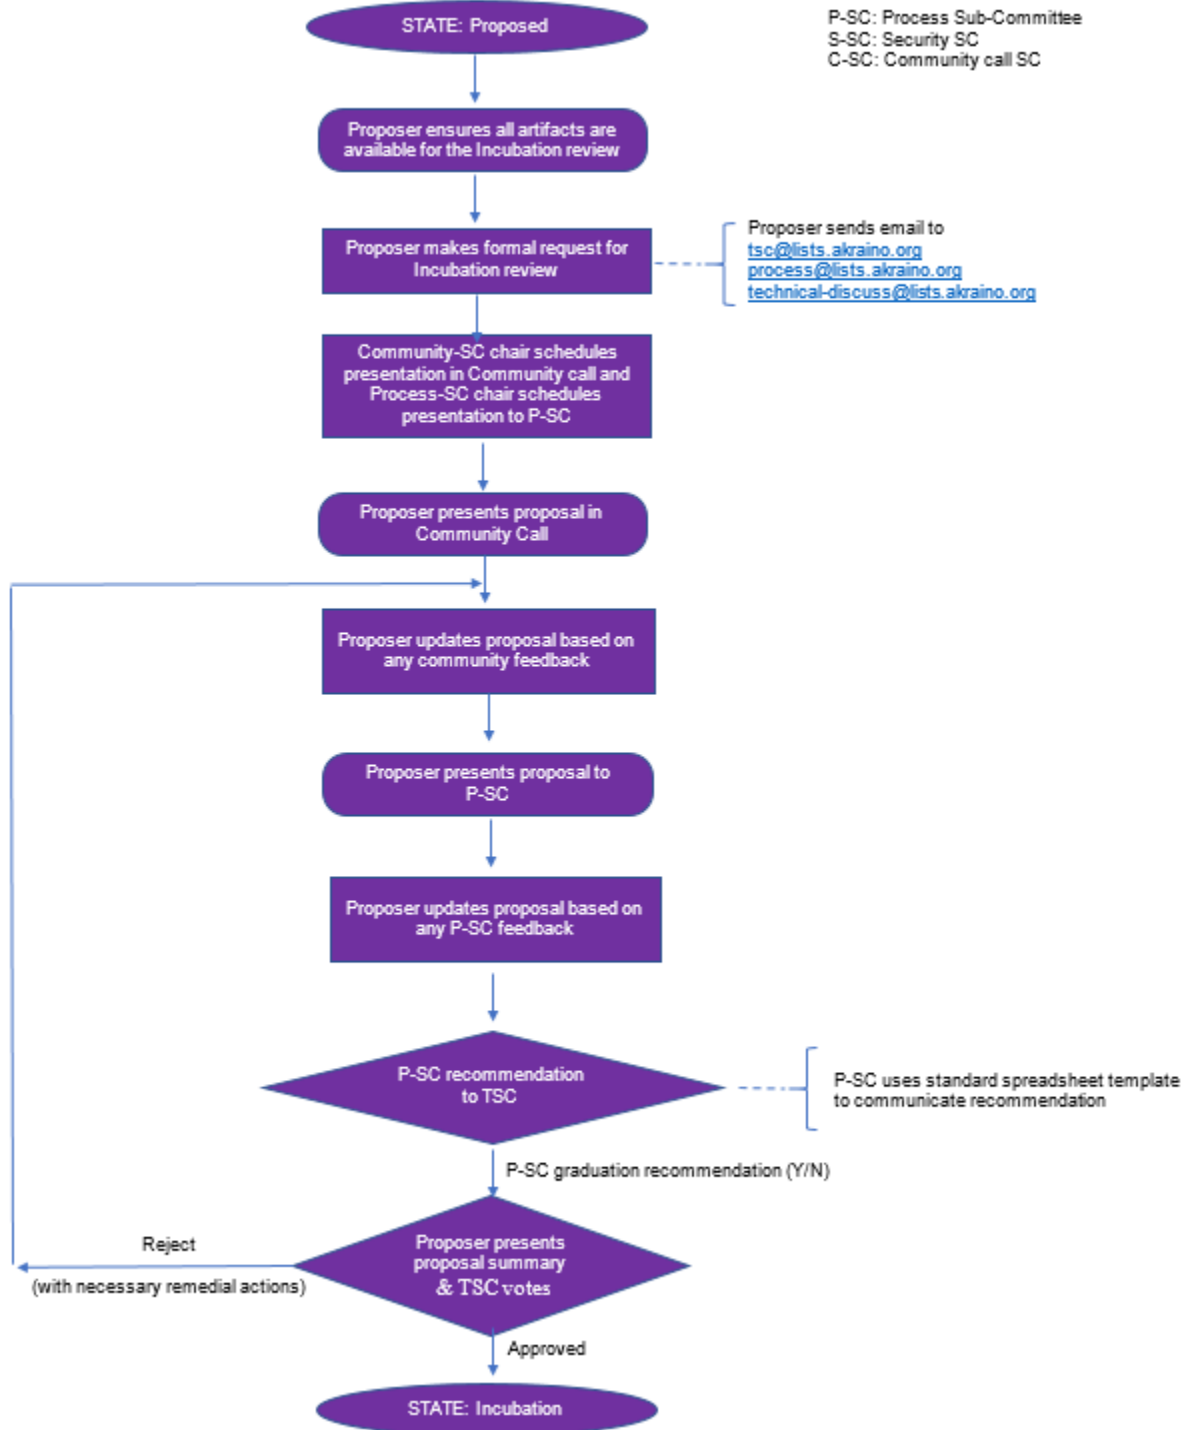 STATE: Proposed
P-SC: Process Sub-Committee
S-SC: Security SC
C-SC: Community call SC
Proposer ensures all artifacts are
available for the Incubation review
Proposer makes formal request for
Incubation review
Proposer sends email to
tsc@lists.akraino.org
process@lists.akraino.org
technical-discuss@lists.akraino.org
Community-SC chair schedules
presentation in Community call and
Process-SC chair schedules
presentation to P-SC
Proposer presents proposal in
Community Call
Proposer updates proposal based on
any community feedback
Proposer presents proposal to
P-SC
Proposer updates proposal based on
any P-SC feedback
P-SC recommendation
to TSC
P-SC uses standard spreadsheet template
to communicate recommendation
P-SC graduation recommendation (Y/N)
Reject
(with necessary remedial actions)
Proposer presents
proposal summary
& TSC votes
Approved
STATE: Incubation